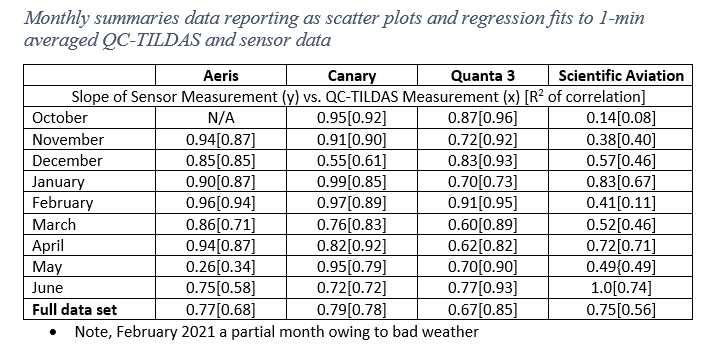 Monthly summaries data reporting as scatter plots and regression fits to 1-min
averaged QC-TILDAS and sensor data
Aeris Canary Quanta 3 Scientific Aviation
Slope of Sensor Measurement (y) vs. QC-TILDAS Measurement (x) [R² of correlation]
October N/A 0.95[0.92] 0.87[0.96] 0.14[0.08]
November 0.94[0.87] 0.91[0.90] 0.72[0.92] 0.38[0.40]
December 0.85[0.85] 0.55[0.61] 0.83[0.93] 0.57[0.46]
January 0.90[0.87] 0.99[0.85] 0.70[0.73] 0.83[0.67]
February 0.96[0.94] 0.97[0.89] 0.91[0.95] 0.41[0.11]
March 0.86[0.71] 0.76[0.83] 0.60[0.89] 0.52[0.46]
April 0.94[0.87] 0.82[0.92] 0.62[0.82] 0.72[0.71]
May 0.26[0.34] 0.95[0.79] 0.70[0.90] 0.49{0.49]
June 0.75[0.58] 0.72[0.72] 0.77[0.93] 1.0[0.74]
Full data set 0.77[0.68] 0.79[0.78] 0.67[0.85] 0.75[0.56]
• Note, February 2021 a partial month owing to bad weather